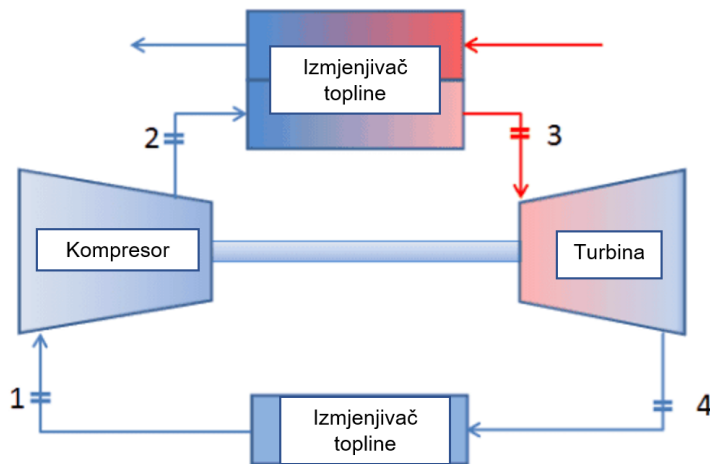 Izmjenjivač
topline
2
3
Kompresor
Turbina
1
Izmjenjivač
topline
4